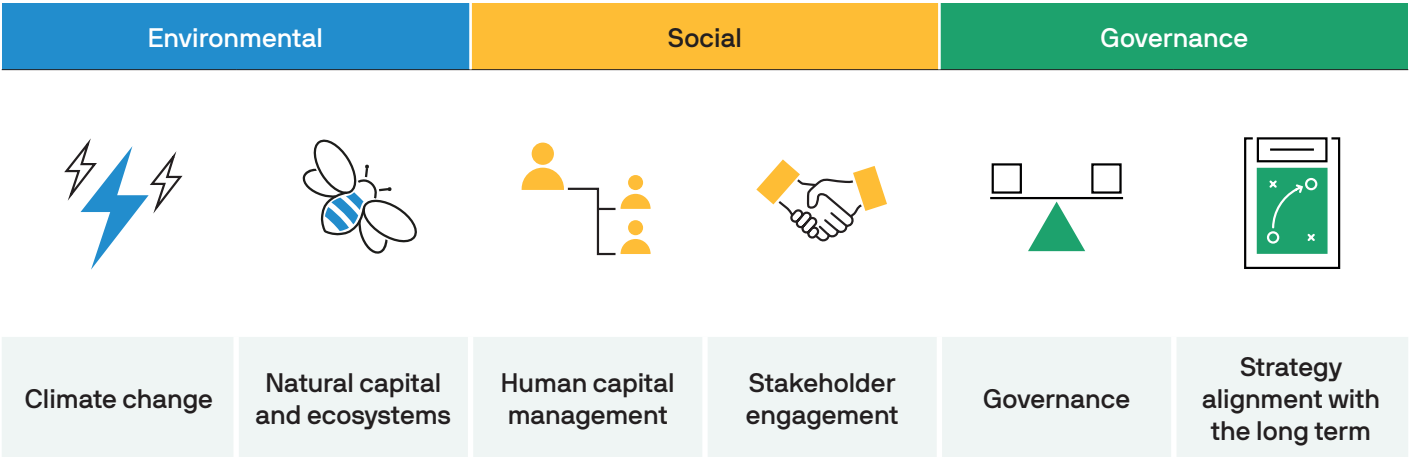 Environmental
Social
Governance
Climate change
Natural capital
and ecosystems
Human capital
management
Stakeholder
engagement
Governance
Strategy
alignment with
the long term